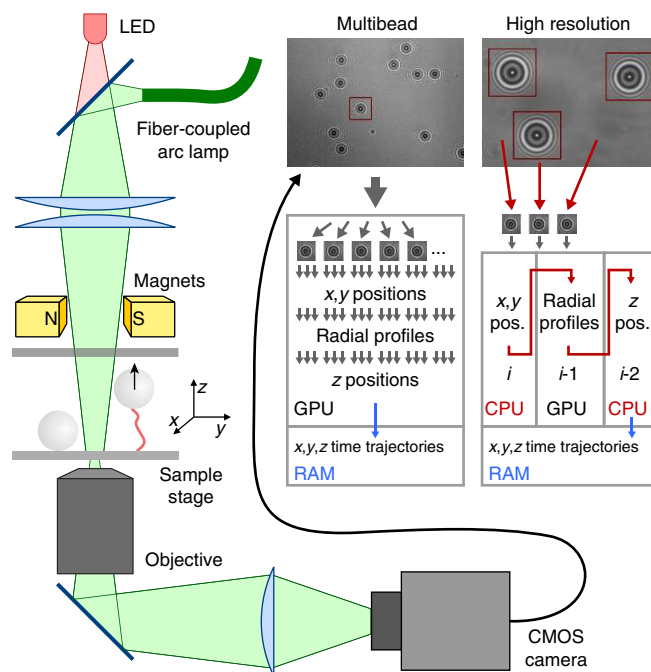 LED
Fiber-coupled
arc lamp
Magnets
N
S
z
x
y
Sample
stage
Objective
CMOS
camera
Multibead
...
x,y positions
Radial profiles
z positions
GPU
x,y,z time trajectories
RAM
High resolution
x,y
pos.
i
CPU
Radial
profiles
i-1
GPU
z
pos.
i-2
CPU
x,y,z time trajectories
RAM